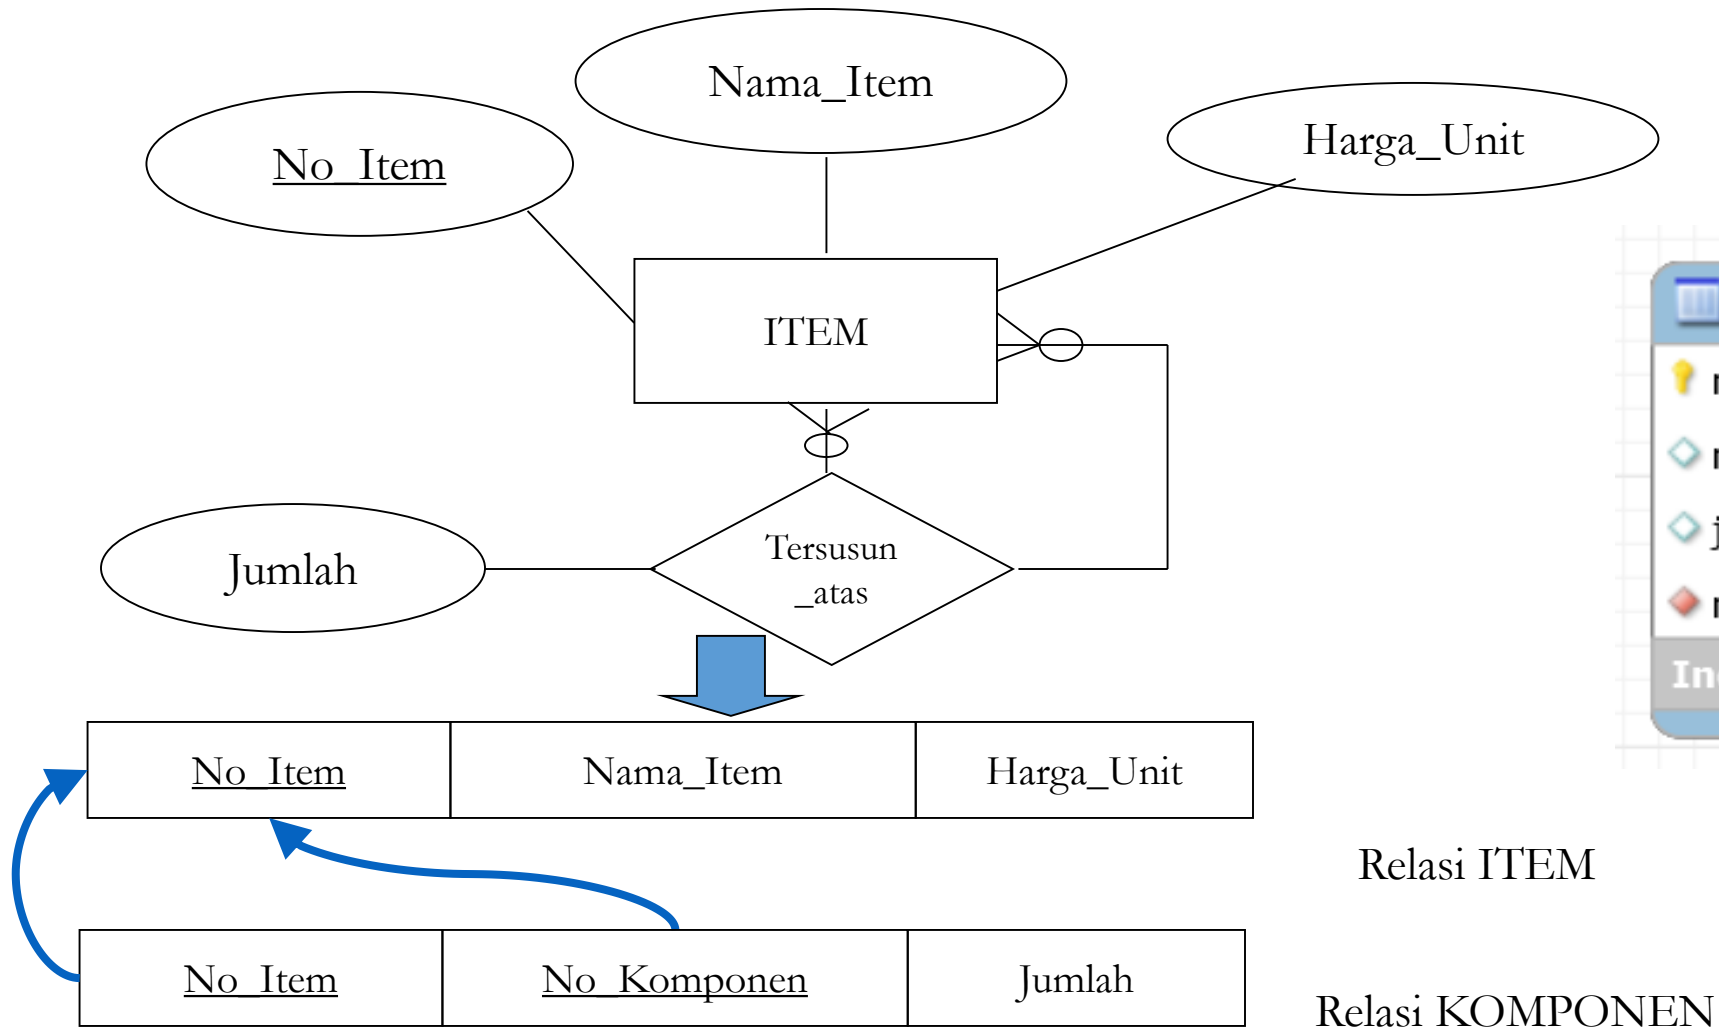 Nama_Item
Harga_Unit
No_Item
ITEM
Tersusun
_atas
Jumlah
No_Item
Nama_Item
Harga_Unit
Relasi ITEM
No_Item
No_Komponen
Jumlah
Relasi KOMPONEN